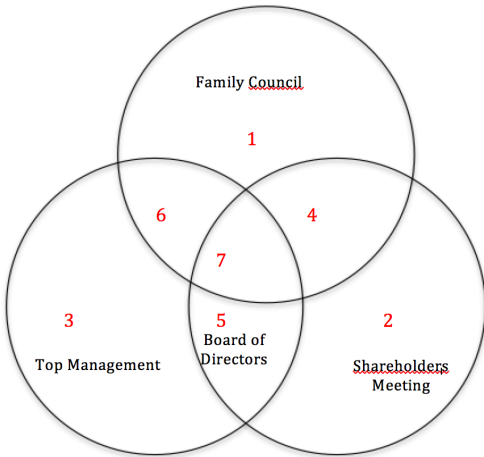 Family Council
1
6
4
7
3
5
2
Board of
Directors
Top Management
Shareholders
Meeting